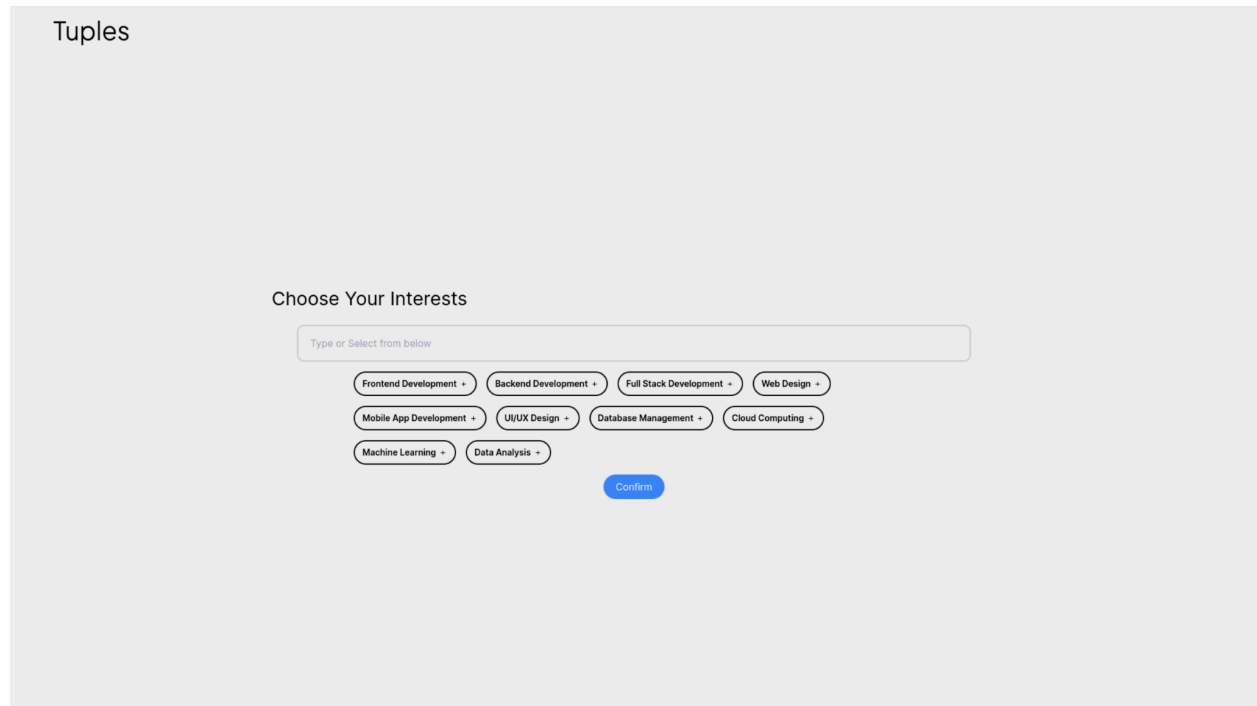 Tuples
Choose Your Interests
Type or Select from below
Frontend Development + Backend Development + Full Stack Development + Web Design +
Mobile App Development + UI/UX Design + Database Management + Cloud Computing +
Machine Learning + Data Analysis +
Confirm